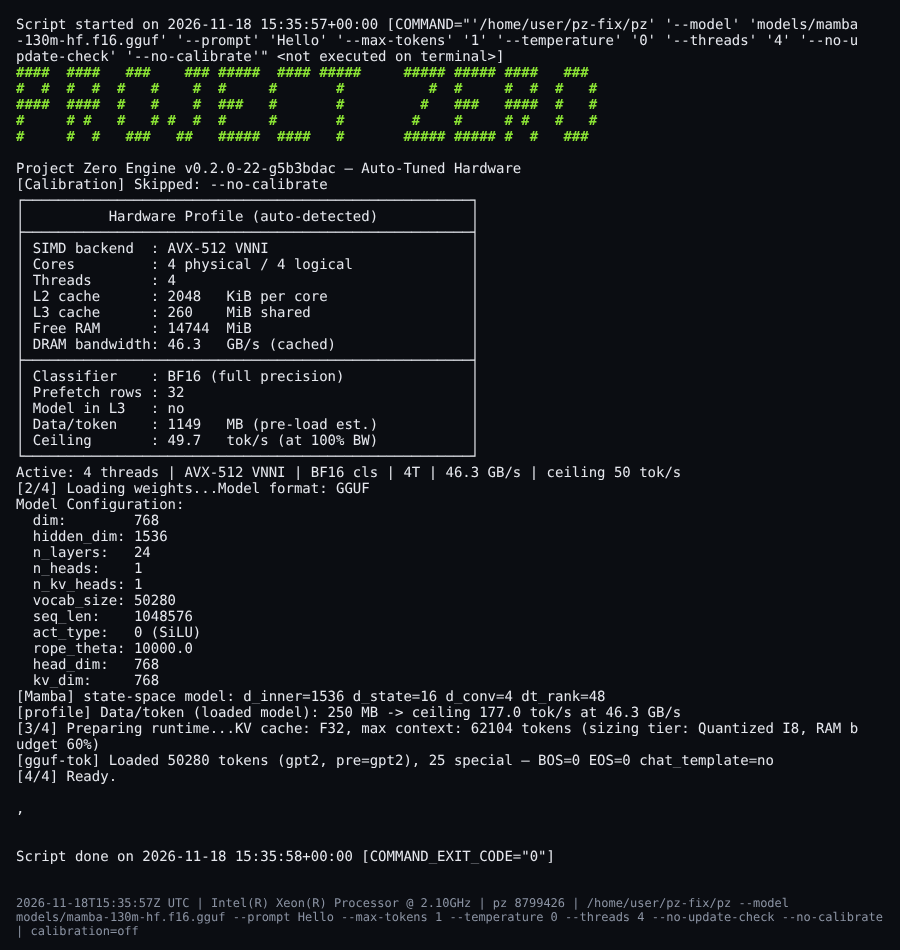 Script started on 2026-11-18 15:35:57+00:00 [COMMAND="'/home/user/pz-fix/pz' '--model' 'models/mamba
-130m-hf.f16.gguf' '--prompt' 'Hello' '--max-tokens' '1' '--temperature' '0' '--threads' '4' '--no-u
pdate-check' '--no-calibrate'" <not executed on terminal>]
PROJECT ZERO
Project Zero Engine v0.2.0-22-g5b3bdac — Auto-Tuned Hardware
[Calibration] Skipped: --no-calibrate
Hardware Profile (auto-detected)
SIMD backend : AVX-512 VNNI
Cores : 4 physical / 4 logical
Threads : 4
L2 cache : 2048 KiB per core
L3 cache : 260 MiB shared
Free RAM : 14744 MiB
DRAM bandwidth: 46.3 GB/s (cached)
Classifier : BF16 (full precision)
Prefetch rows : 32
Model in L3 : no
Data/token : 1149 MB (pre-load est.)
Ceiling : 49.7 tok/s (at 100% BW)
Active: 4 threads | AVX-512 VNNI | BF16 cls | 4T | 46.3 GB/s | ceiling 50 tok/s
[2/4] Loading weights...Model format: GGUF
Model Configuration:
dim: 768
hidden_dim: 1536
n_layers: 24
n_heads: 1
n_kv_heads: 1
vocab_size: 50280
seq_len: 1048576
act_type: 0 (SiLU)
rope_theta: 10000.0
head_dim: 768
kv_dim: 768
[Mamba] state-space model: d_inner=1536 d_state=16 d_conv=4 dt_rank=48
[profile] Data/token (loaded model): 250 MB -> ceiling 177.0 tok/s at 46.3 GB/s
[3/4] Preparing runtime...KV cache: F32, max context: 62104 tokens (sizing tier: Quantized I8, RAM b
udget 60%)
[gguf-tok] Loaded 50280 tokens (gpt2, pre=gpt2), 25 special — BOS=0 EOS=0 chat_template=no
[4/4] Ready.
,
Script done on 2026-11-18 15:35:58+00:00 [COMMAND_EXIT_CODE="0"]
2026-11-18T15:35:57Z UTC | Intel(R) Xeon(R) Processor @ 2.10GHz | pz 8799426 | /home/user/pz-fix/pz --model
models/mamba-130m-hf.f16.gguf --prompt Hello --max-tokens 1 --temperature 0 --threads 4 --no-update-check --no-calibrate
| calibration=off